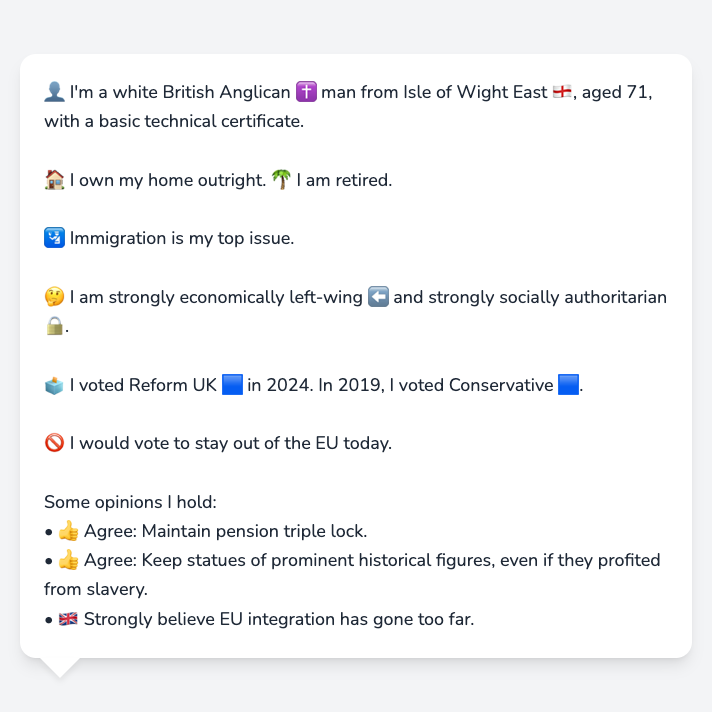 👤 I'm a white British Anglican ✝️ man from Isle of Wight East 🏴󠁧󠁢󠁥󠁮󠁧󠁿, aged 71,
with a basic technical certificate.
🏠 I own my home outright. 🌴 I am retired.
🛂 Immigration is my top issue.
🤔 I am strongly economically left-wing ⬅️ and strongly socially authoritarian
🔒.
🗳️ I voted Reform UK 🟦 in 2024. In 2019, I voted Conservative 🟦.
🚫 I would vote to stay out of the EU today.
Some opinions I hold:
• 👍 Agree: Maintain pension triple lock.
• 👍 Agree: Keep statues of prominent historical figures, even if they profited
from slavery.
• 🇬🇧 Strongly believe EU integration has gone too far.